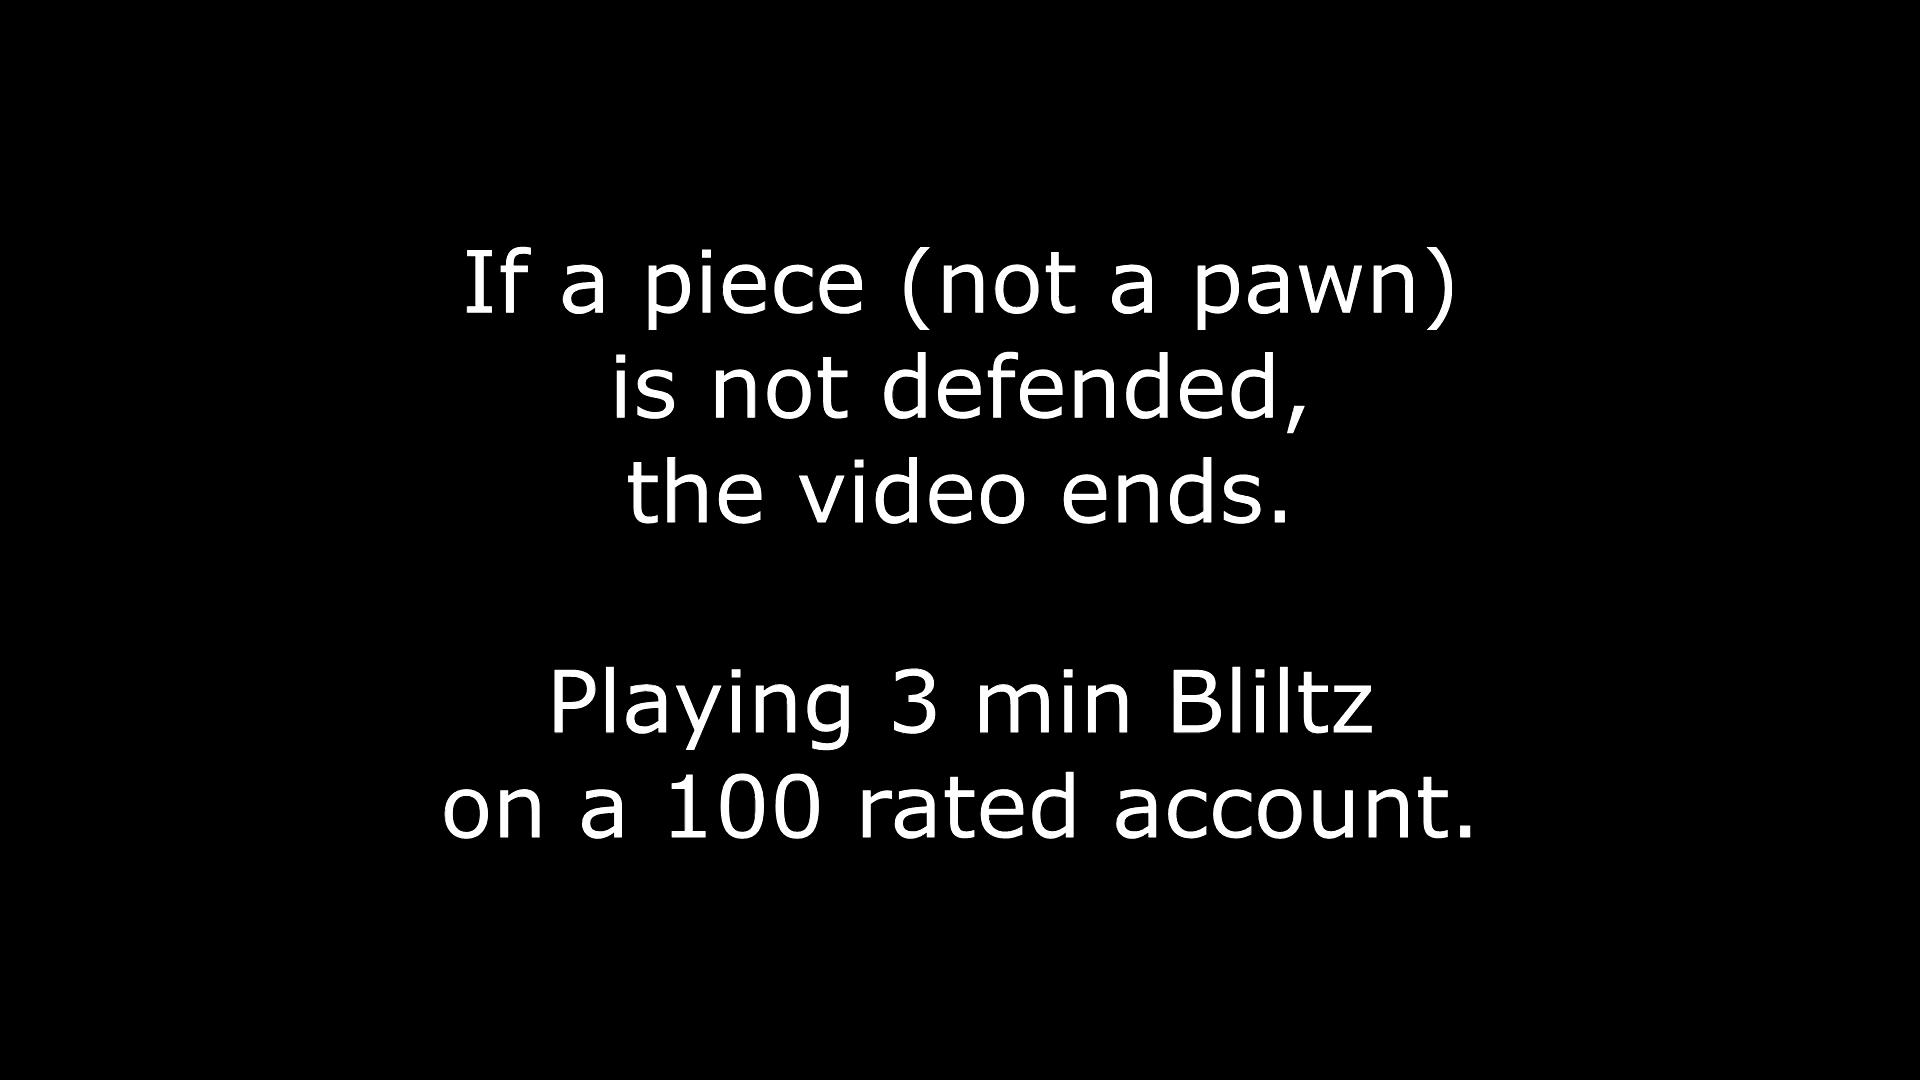 If a piece (not a pawn)
is not defended,
the video ends.
Playing 3 min Bliltz
on a 100 rated account.